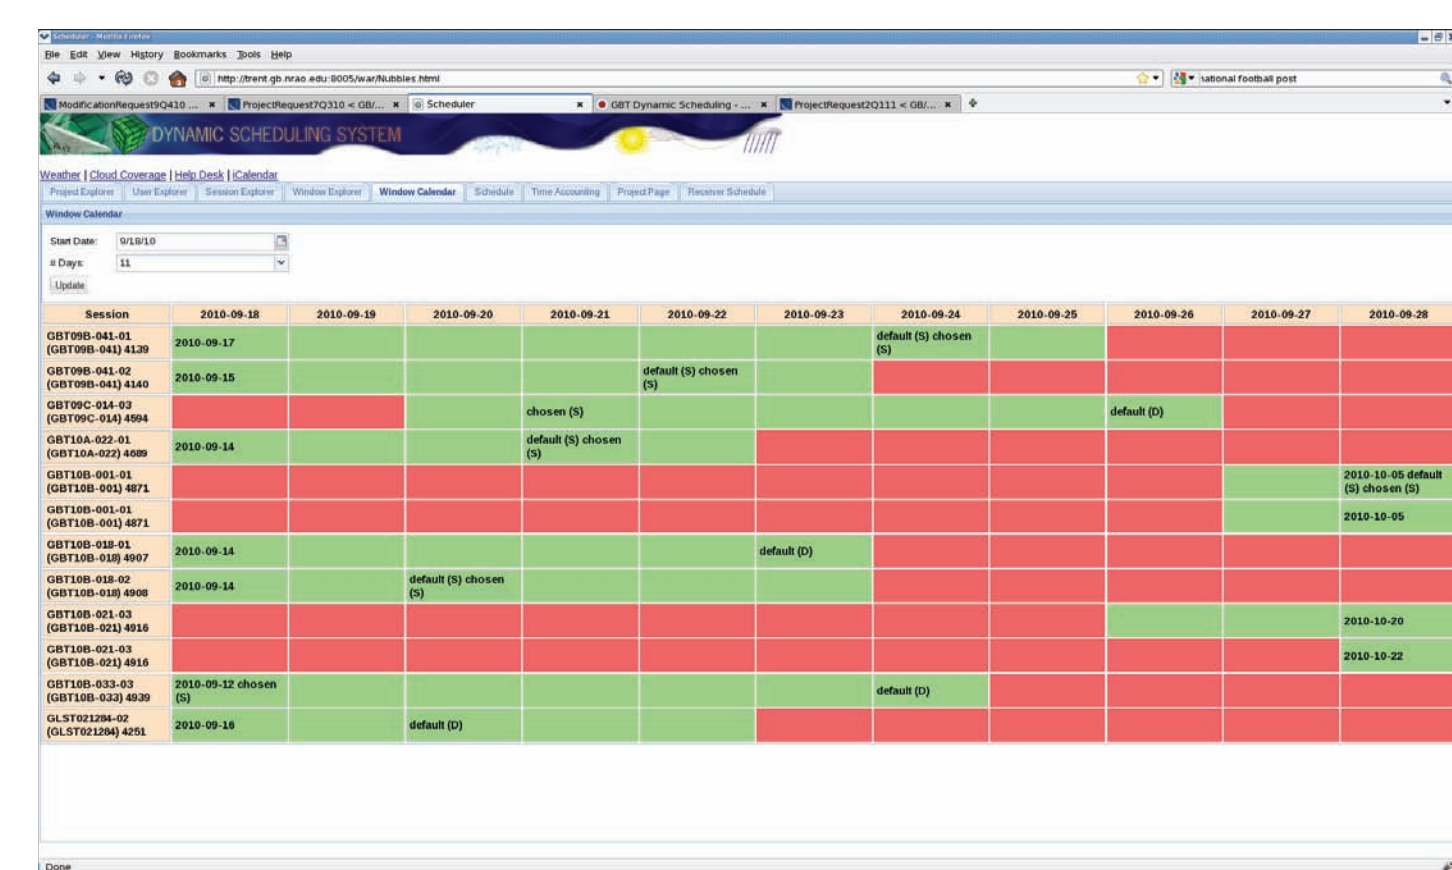 Scheduler - Mozilla Firefox
File Edit View History Bookmarks Tools Help
http://trent.gb.nrao.edu:8005/war/Nubbles.html national football post
ModificationRequest9Q410 ... ProjectRequest7Q310 < GB/... Scheduler GBT Dynamic Scheduling - ... ProjectRequest2Q111 < GB/...
DYNAMIC SCHEDULING SYSTEM
Weather | Cloud Coverage | Help Desk | iCalendar
Project Explorer User Explorer Session Explorer Window Explorer Window Calendar Schedule Time Accounting Project Page Receiver Schedule
Window Calendar
Start Date: 9/18/10
# Days: 11
Update
Session 2010-09-18 2010-09-19 2010-09-20 2010-09-21 2010-09-22 2010-09-23 2010-09-24 2010-09-25 2010-09-26 2010-09-27 2010-09-28
GBT09B-041-01 default (S) chosen
(GBT09B-041) 4139 2010-09-17 (S)
GBT09B-041-02 default (S) chosen
(GBT09B-041) 4140 2010-09-15 (S)
GBT09C-014-03
(GBT09C-014) 4594 chosen (S) default (D)
GBT10A-022-01 default (S) chosen
(GBT10A-022) 4689 2010-09-14 (S)
GBT10B-001-01 2010-10-05 default
(GBT10B-001) 4871 (S) chosen (S)
GBT10B-001-01
(GBT10B-001) 4871 2010-10-05
GBT10B-018-01
(GBT10B-018) 4907 2010-09-14 default (D)
GBT10B-018-02 default (S) chosen
(GBT10B-018) 4908 2010-09-14 (S)
GBT10B-021-03
(GBT10B-021) 4916 2010-10-20
GBT10B-021-03
(GBT10B-021) 4916 2010-10-22
GBT10B-033-03 2010-09-12 chosen
(GBT10B-033) 4939 (S) default (D)
GLST021284-02
(GLST021284) 4251 2010-09-16 default (D)
Done